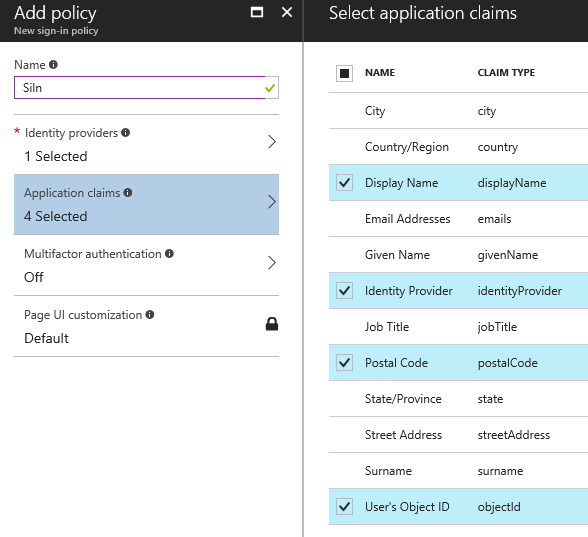 Add policy
New sign-in policy
Name
SiIn
* Identity providers
1 Selected
Application claims
4 Selected
Multifactor authentication
Off
Page UI customization
Default
Select application claims
NAME CLAIM TYPE
City city
Country/Region country
Display Name displayName
Email Addresses emails
Given Name givenName
Identity Provider identityProvider
Job Title jobTitle
Postal Code postalCode
State/Province state
Street Address streetAddress
Surname surname
User's Object ID objectId